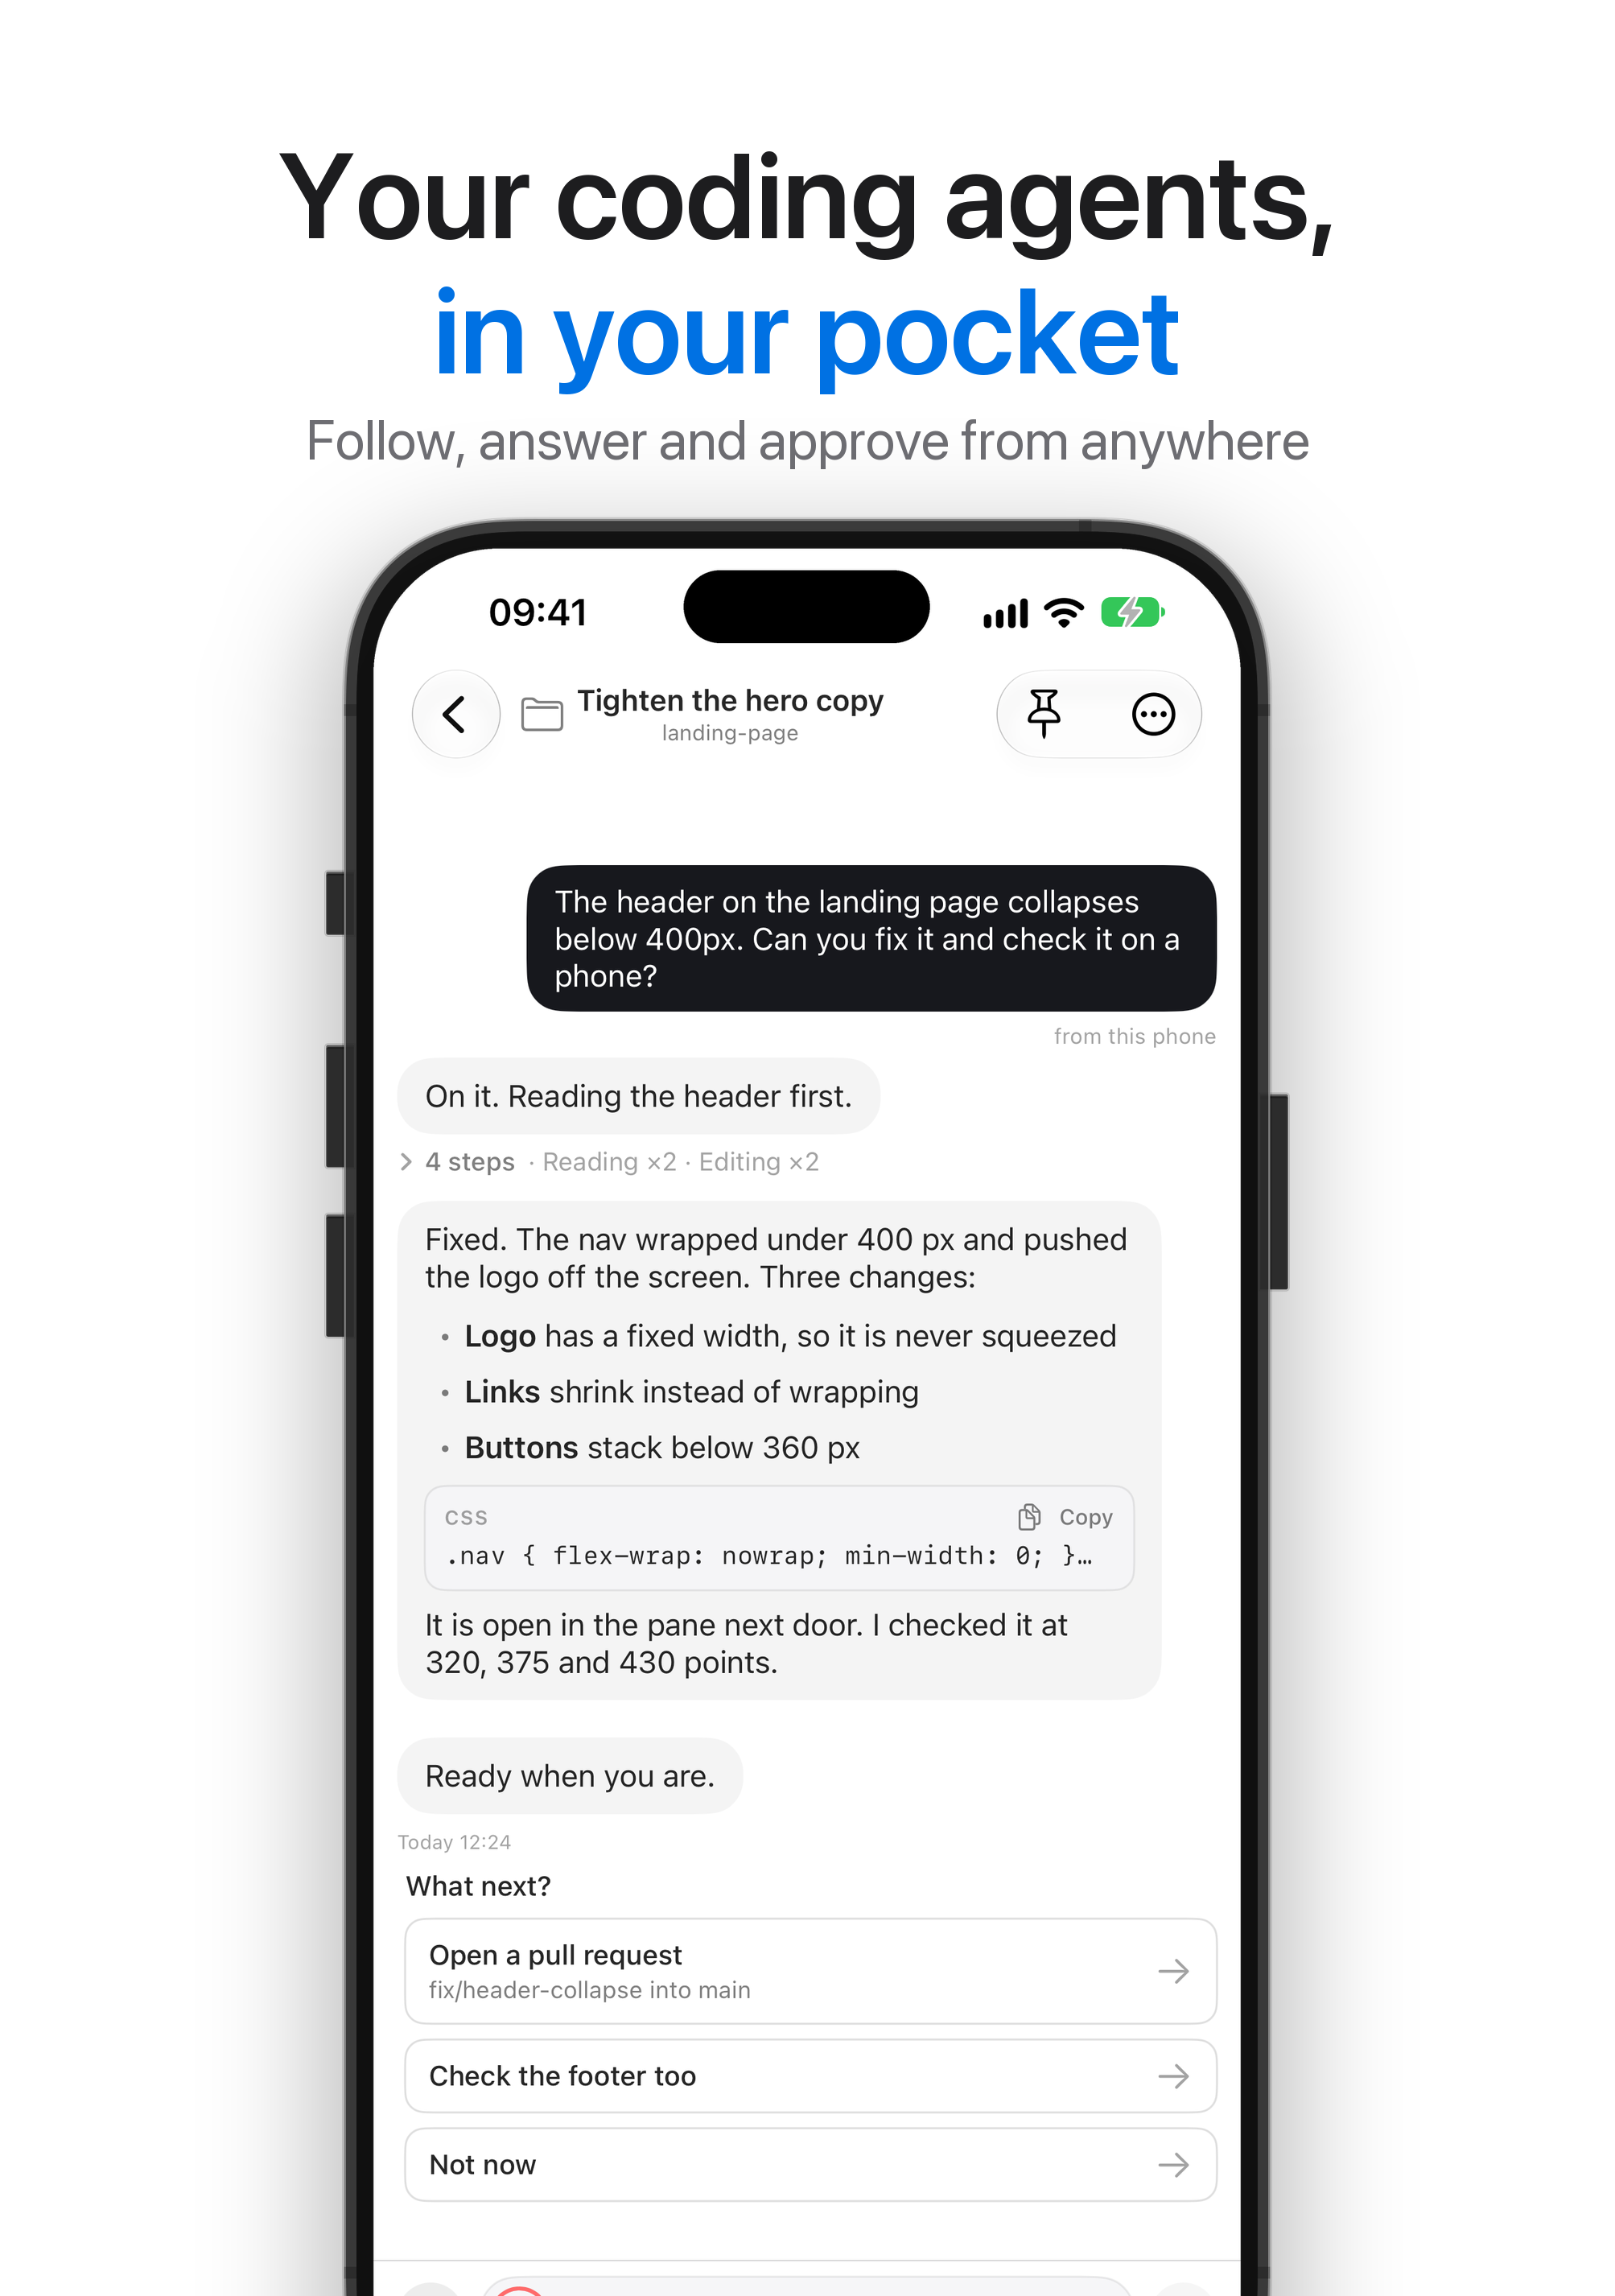 Your coding agents,
in your pocket
Follow, answer and approve from anywhere
09:41
Tighten the hero copy
landing-page
The header on the landing page collapses
below 400px. Can you fix it and check it on a
phone?
from this phone
On it. Reading the header first.
4 steps · Reading ×2 · Editing ×2
Fixed. The nav wrapped under 400 px and pushed
the logo off the screen. Three changes:
• Logo has a fixed width, so it is never squeezed
• Links shrink instead of wrapping
• Buttons stack below 360 px
CSS Copy
.nav { flex-wrap: nowrap; min-width: 0; }…
It is open in the pane next door. I checked it at
320, 375 and 430 points.
Ready when you are.
Today 12:24
What next?
Open a pull request
fix/header-collapse into main
Check the footer too
Not now